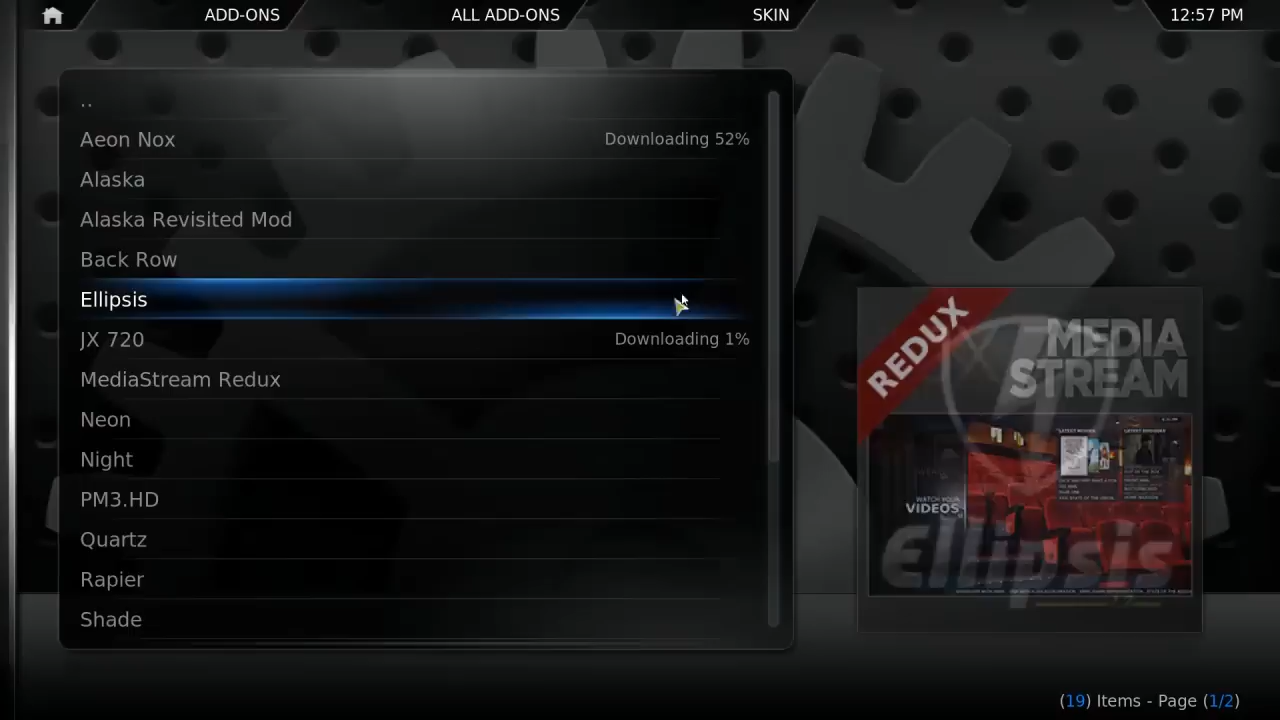 ADD-ONS ALL ADD-ONS SKIN 12:57 PM
..
Aeon Nox Downloading 52%
Alaska
Alaska Revisited Mod
Back Row
Ellipsis
JX 720 Downloading 1%
MediaStream Redux
Neon
Night
PM3.HD
Quartz
Rapier
Shade
REDUX
MEDIA
STREAM
LATEST MOVIES
WATCH YOUR
VIDEOS
Ellipsis
(19) Items - Page (1/2)